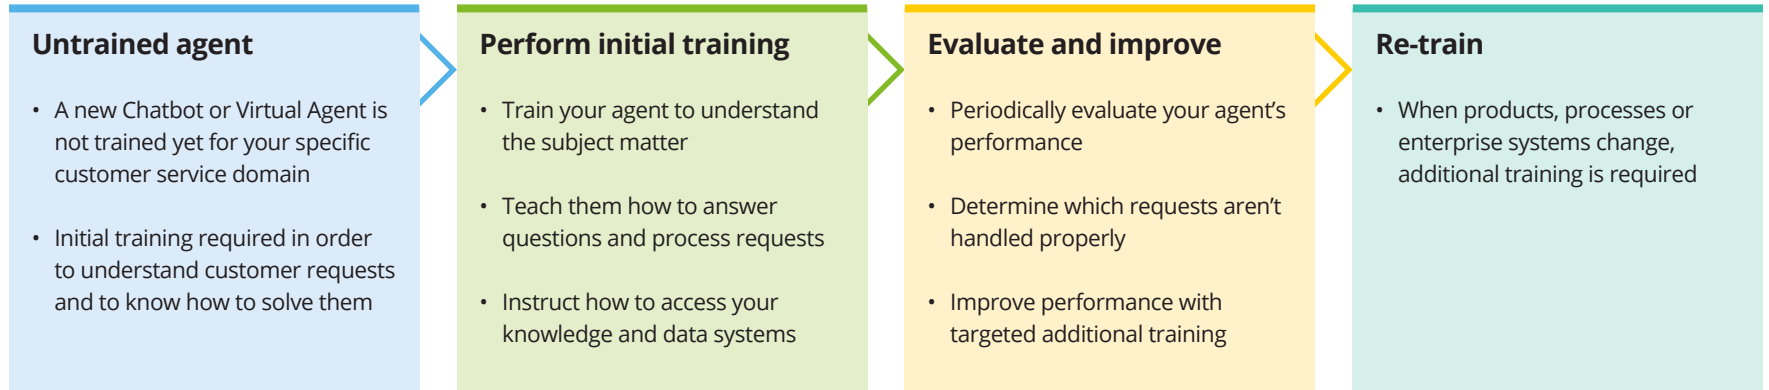 Untrained agent
• A new Chatbot or Virtual Agent is
not trained yet for your specific
customer service domain
• Initial training required in order
to understand customer requests
and to know how to solve them
Perform initial training
• Train your agent to understand
the subject matter
• Teach them how to answer
questions and process requests
• Instruct how to access your
knowledge and data systems
Evaluate and improve
• Periodically evaluate your agent’s
performance
• Determine which requests aren’t
handled properly
• Improve performance with
targeted additional training
Re-train
• When products, processes or
enterprise systems change,
additional training is required